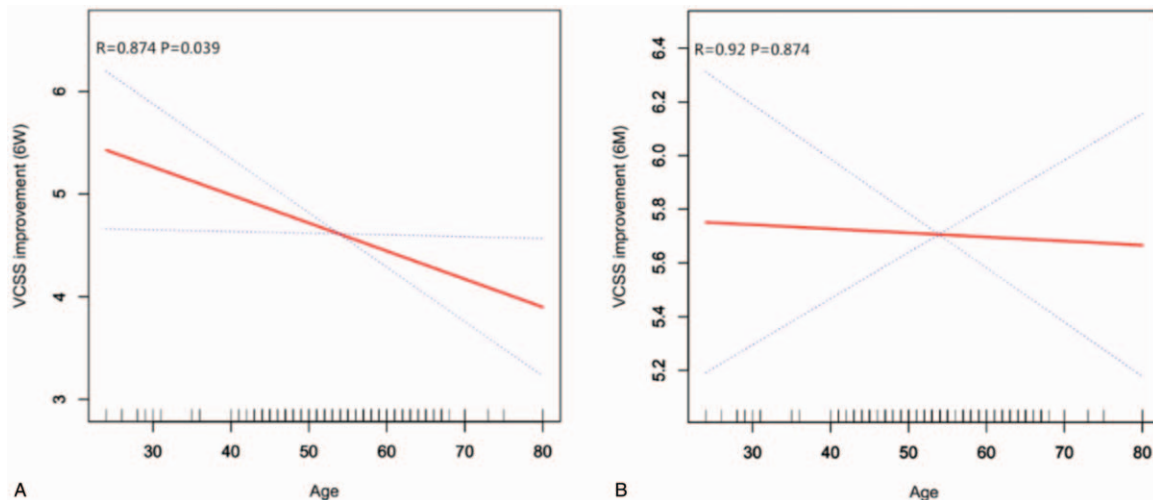 R=0.874 P=0.039
6
5
4
3
VCSS improvement (6W)
30 40 50 60 70 80
Age
A
R=0.92 P=0.874
6.4
6.2
6.0
5.8
5.6
5.4
5.2
VCSS improvement (6M)
30 40 50 60 70 80
Age
B